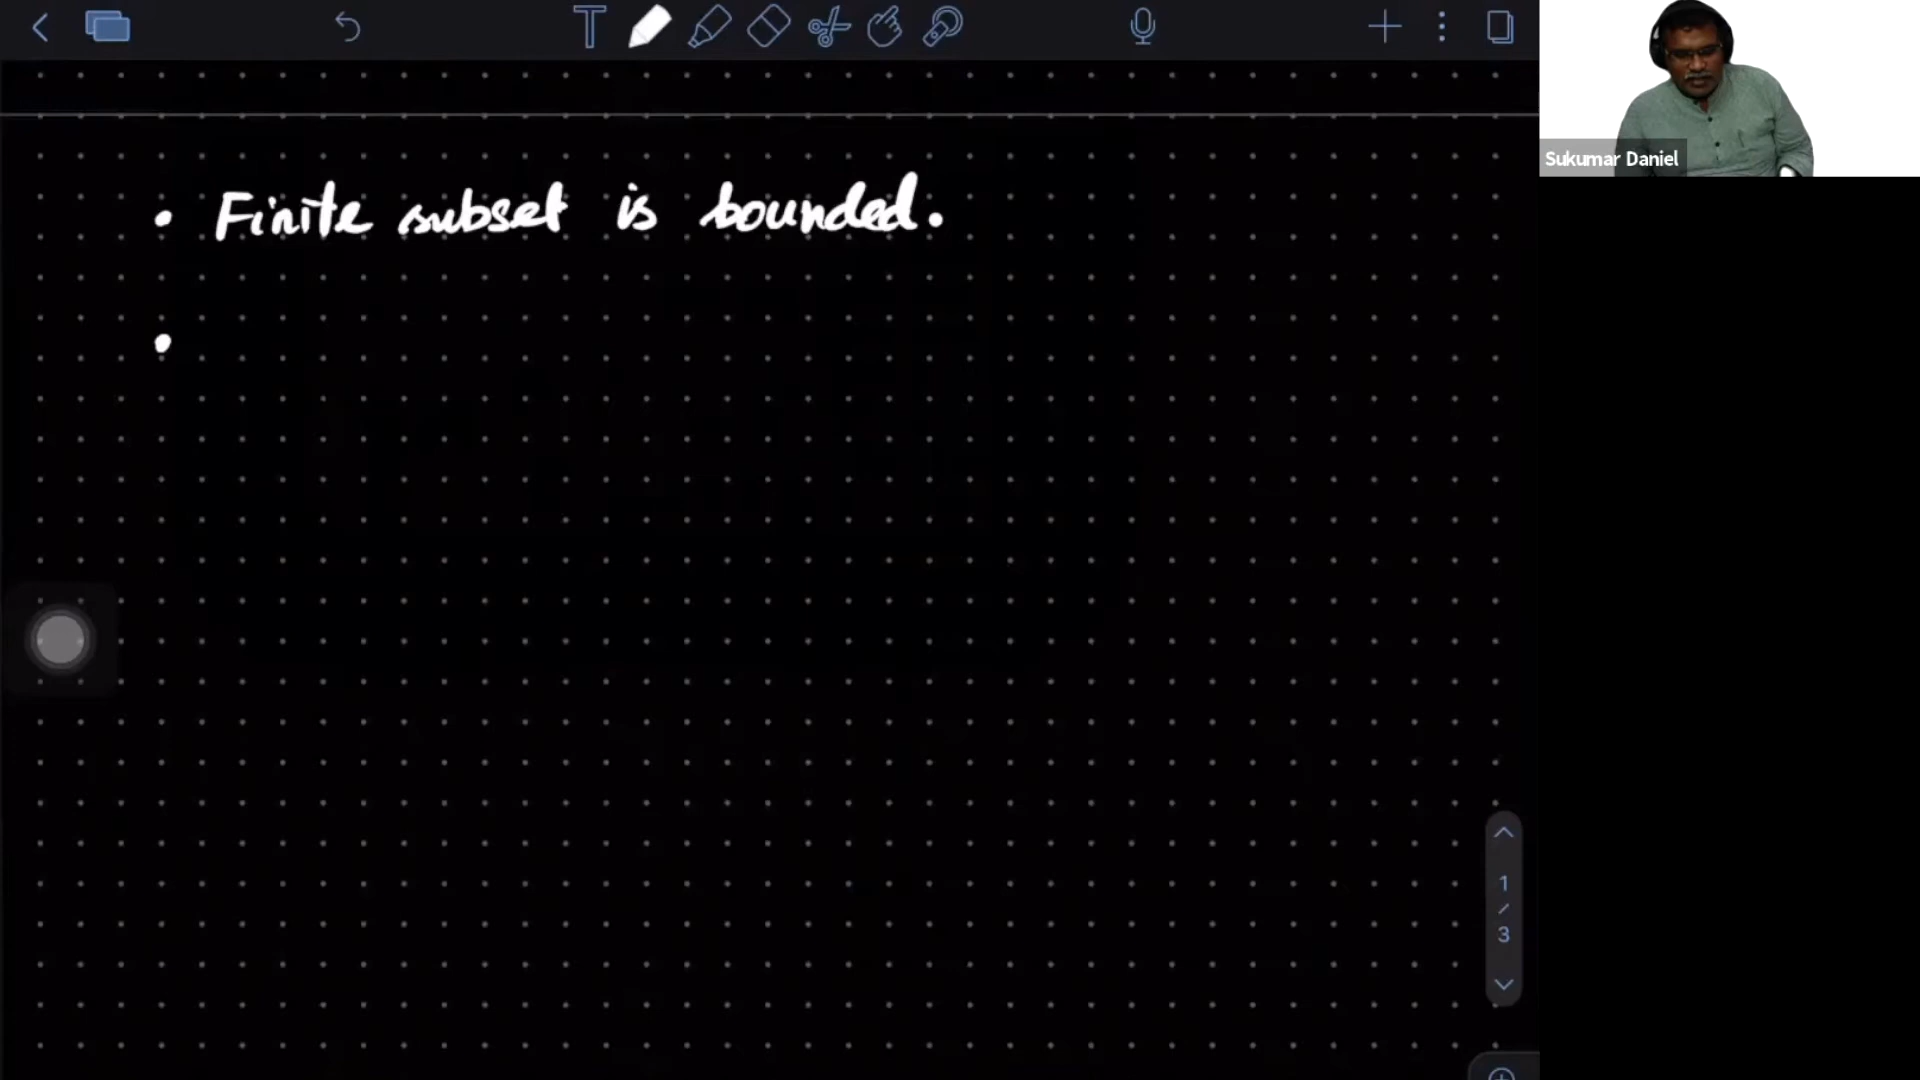 • Finite subset is bounded.
•
Sukumar Daniel
1
/
3